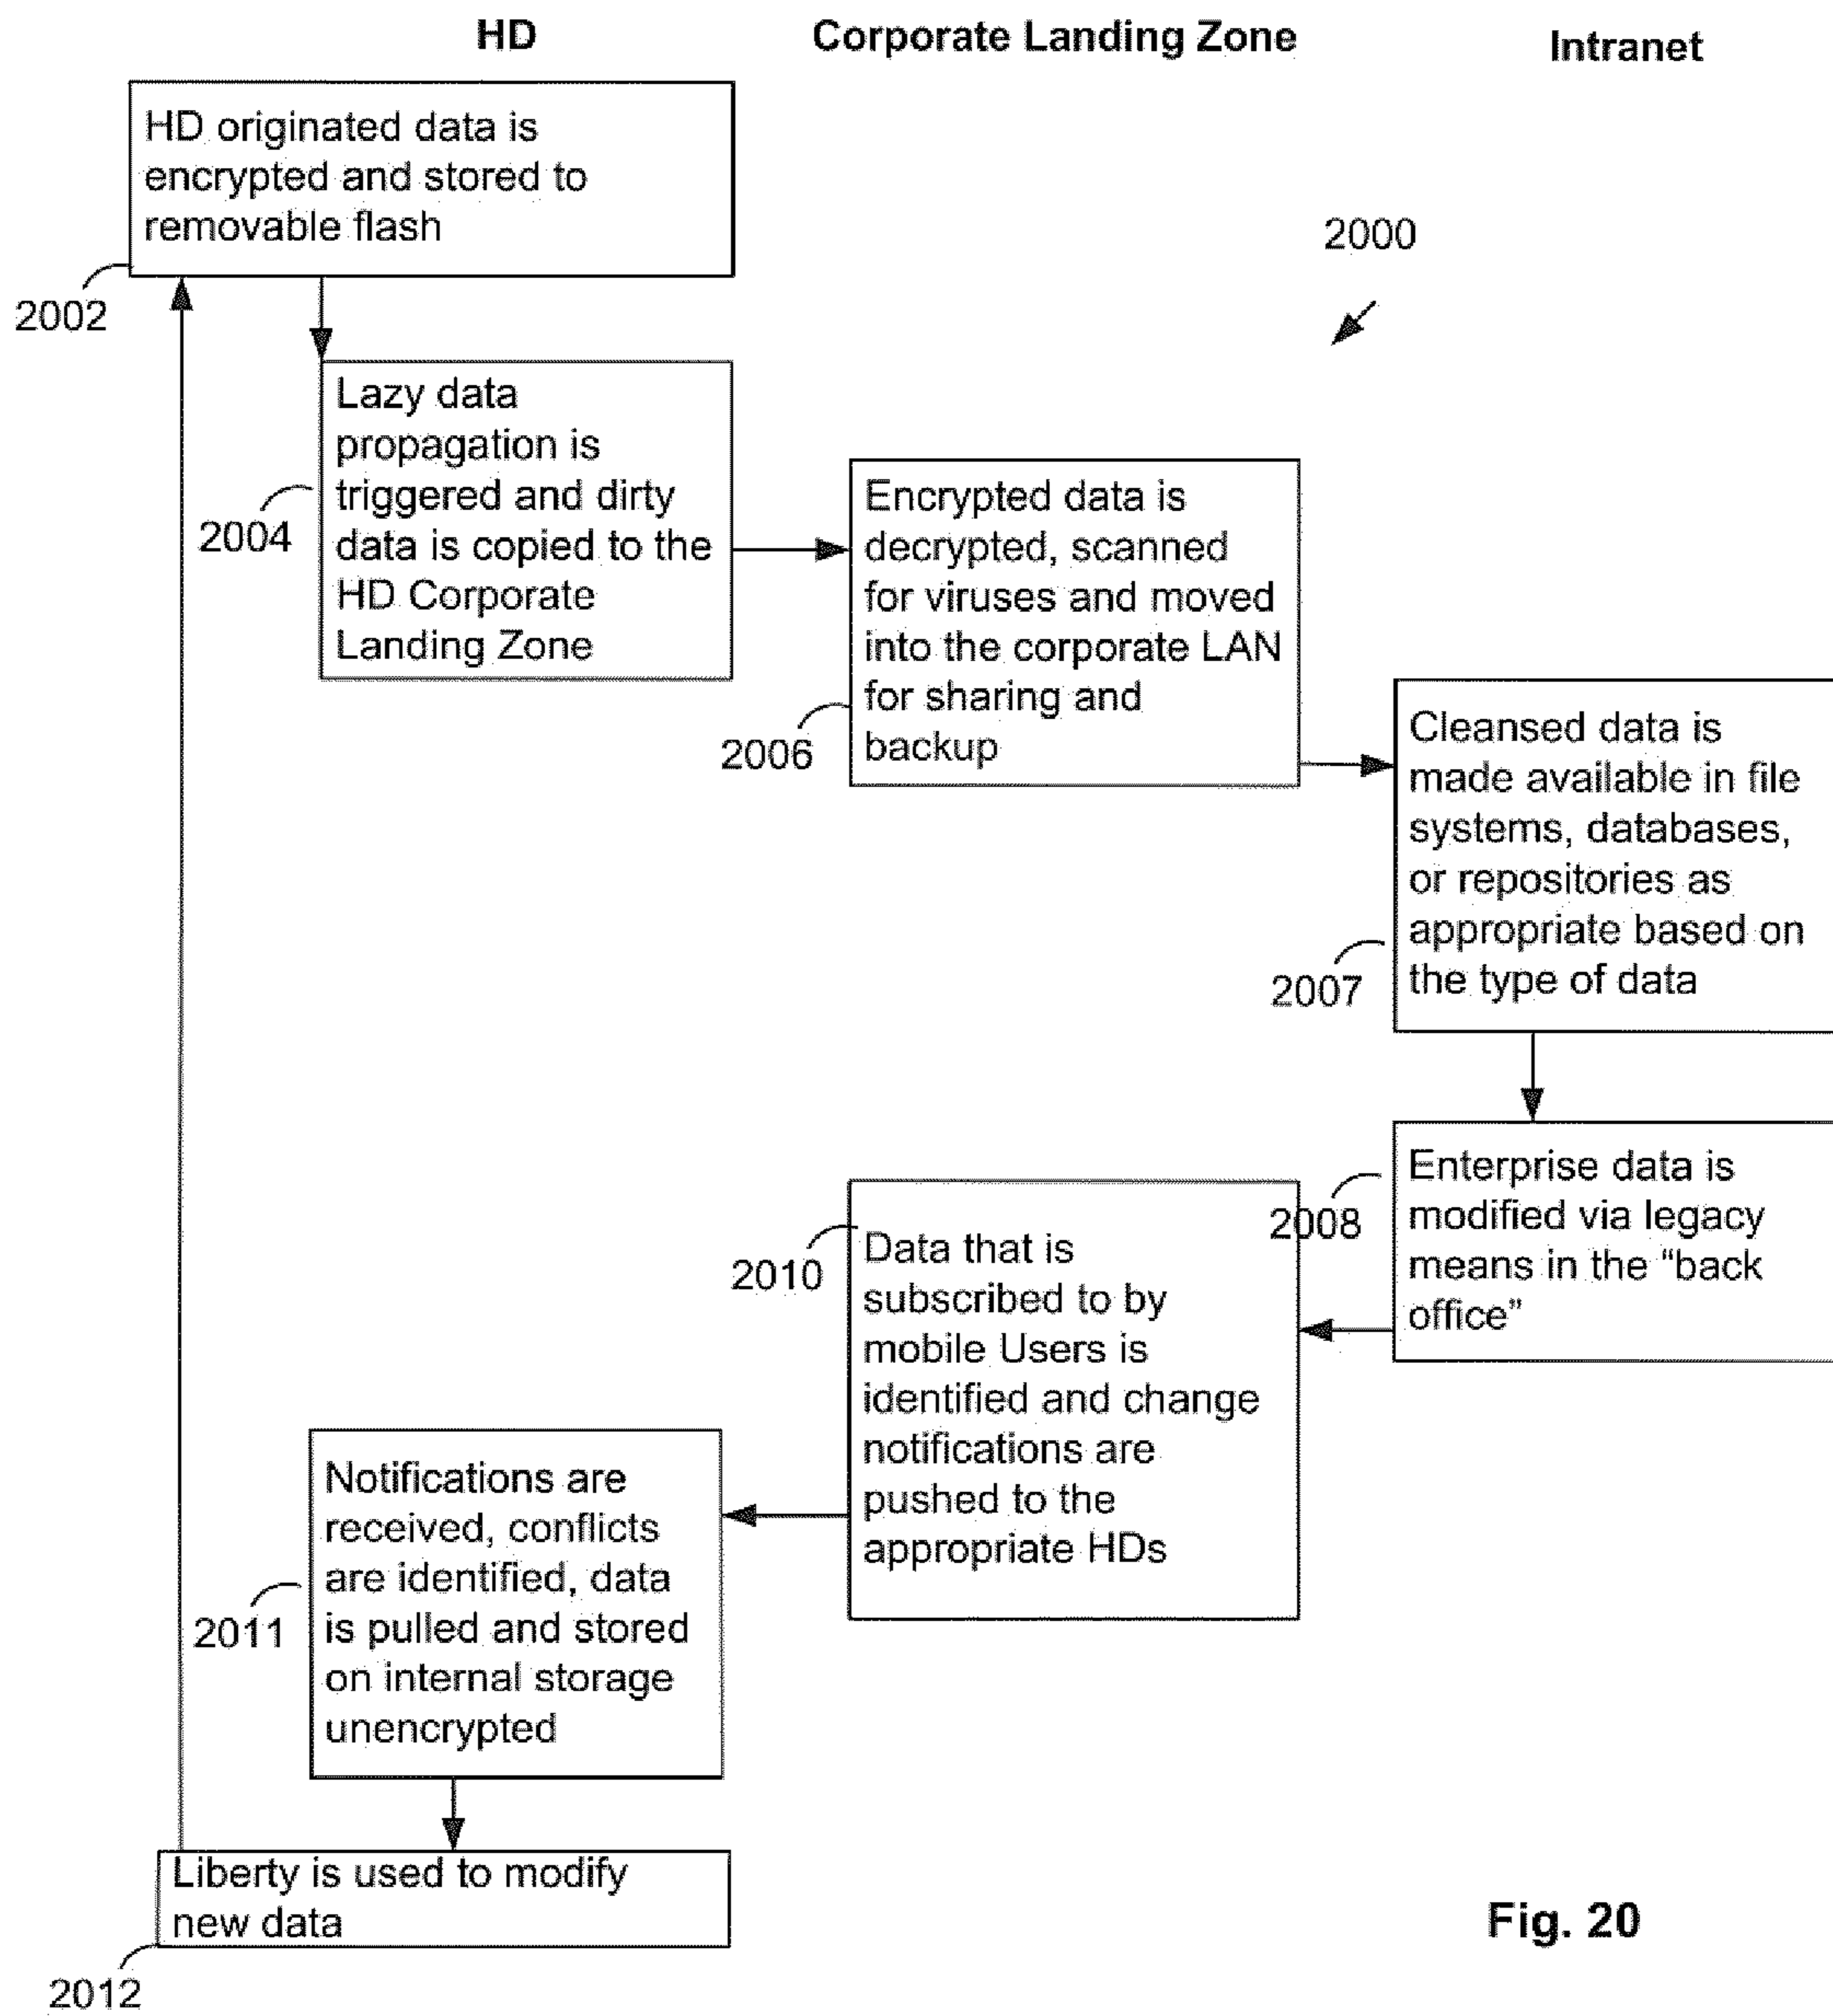 HD
Corporate Landing Zone
Intranet
HD originated data is
encrypted and stored to
removable flash
2002
2000
Lazy data
propagation is
triggered and dirty
data is copied to the
HD Corporate
Landing Zone
2004
Encrypted data is
decrypted, scanned
for viruses and moved
into the corporate LAN
for sharing and
backup
2006
Cleansed data is
made available in file
systems, databases,
or repositories as
appropriate based on
the type of data
2007
Enterprise data is
modified via legacy
means in the “back
office”
2008
Data that is
subscribed to by
mobile Users is
identified and change
notifications are
pushed to the
appropriate HDs
2010
Notifications are
received, conflicts
are identified, data
is pulled and stored
on internal storage
unencrypted
2011
Liberty is used to modify
new data
2012
Fig. 20